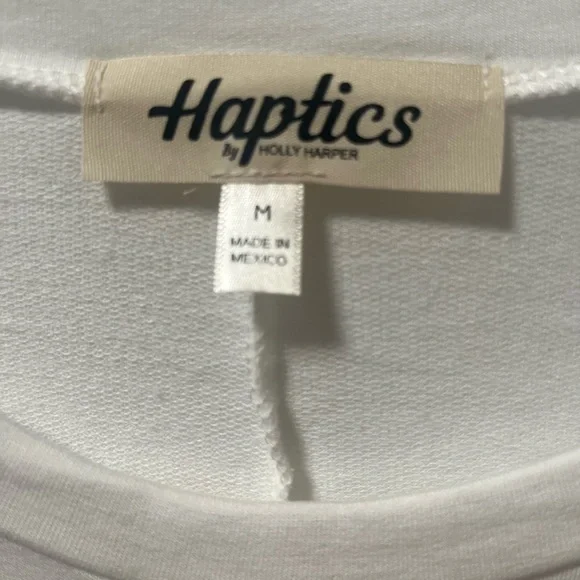 Haptics
By HOLLY HARPER
M
MADE IN
MEXICO